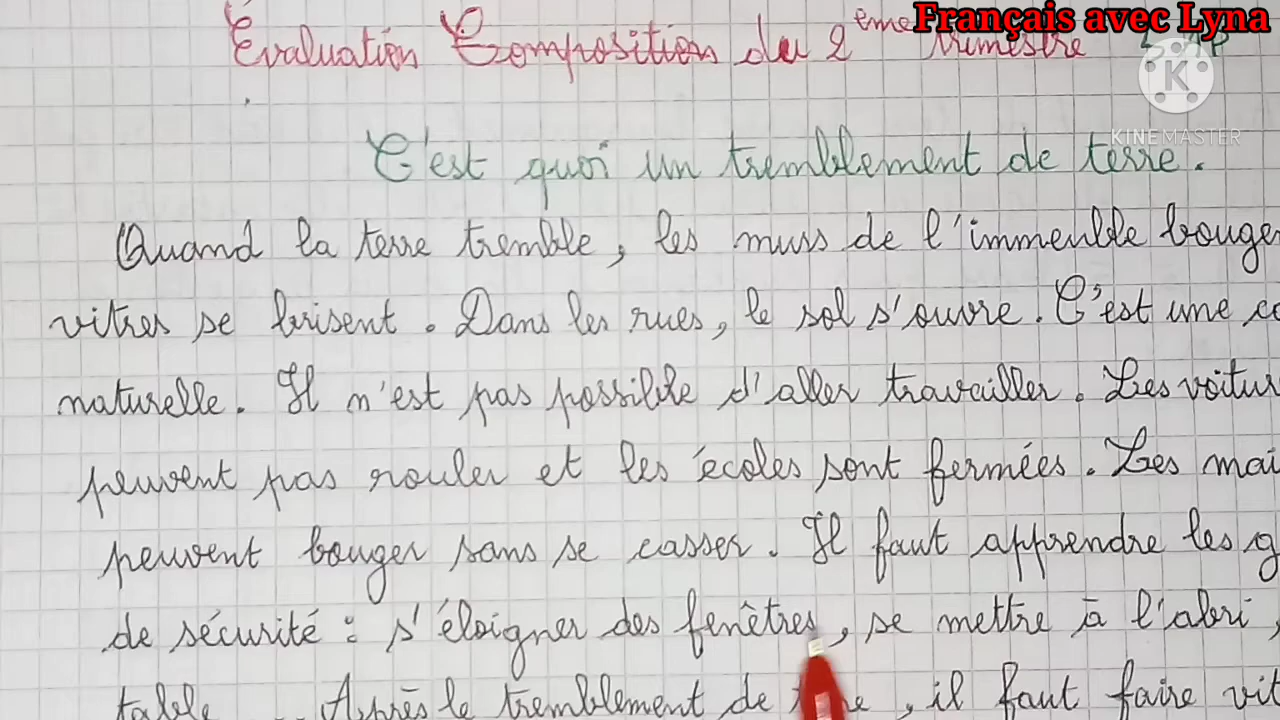 Français avec Lyna
Évaluation Composition du 2ème trimestre
KINEMASTER
C'est quoi un tremblement de terre.
Quand la terre tremble, les murs de l'immeuble bouge
vitres se brisent. Dans les rues, le sol s'ouvre. C'est une
naturelle. Il n'est pas possible d'aller travailler. Les voitur
peuvent pas rouler et les écoles sont fermées. Les mai
peuvent bouger sans se casser. Il faut apprendre les g
de sécurité : s'éloigner des fenêtres, se mettre à l'abri,
table .. Après le tremblement de , il faut faire vit